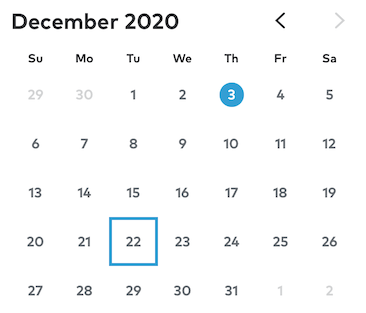 December 2020
Su Mo Tu We Th Fr Sa
29 30 1 2 3 4 5
6 7 8 9 10 11 12
13 14 15 16 17 18 19
20 21 22 23 24 25 26
27 28 29 30 31 1 2